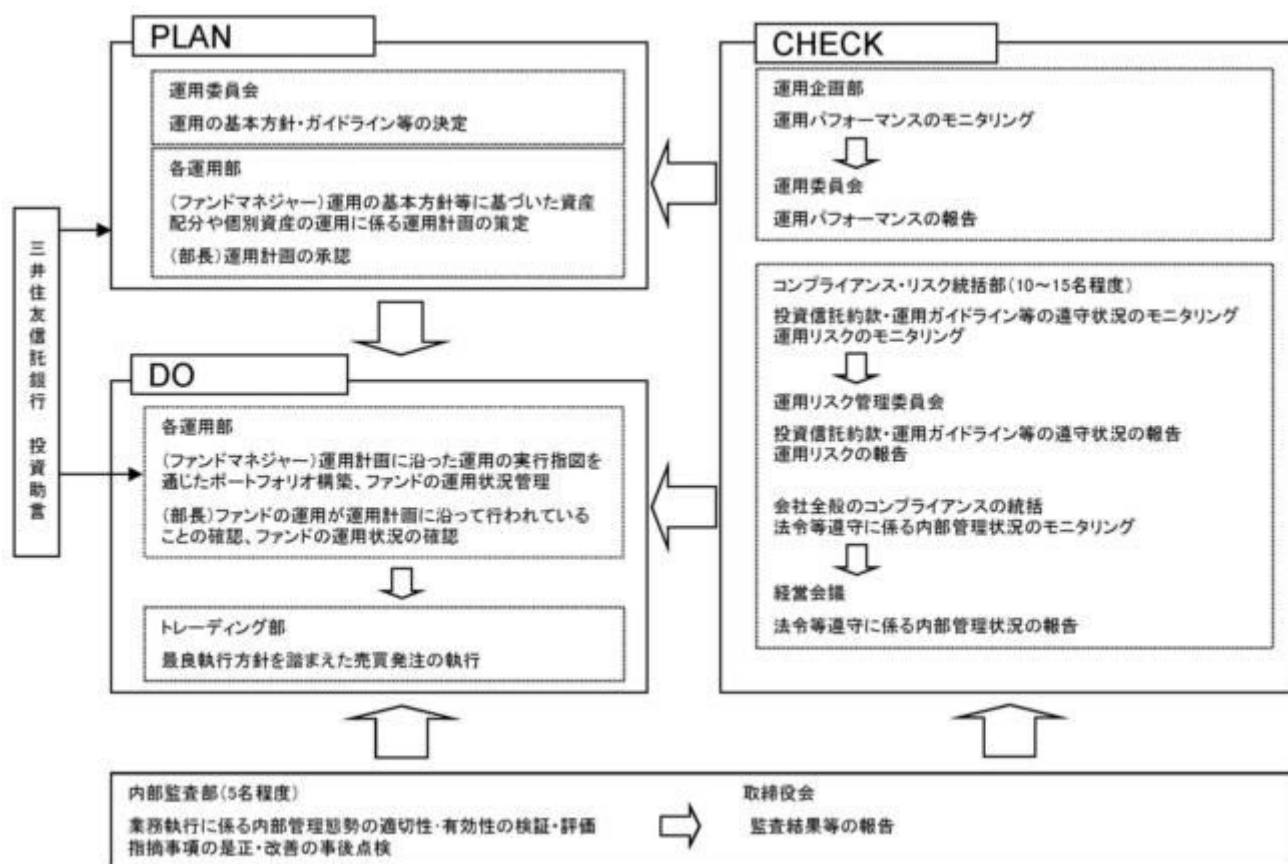 PLAN
運用委員会
運用の基本方針・ガイドライン等の決定
各運用部
(ファンドマネジャー)運用の基本方針等に基づいた資産
配分や個別資産の運用に係る運用計画の策定
(部長)運用計画の承認
三井住友信託銀行 投資助言
DO
各運用部
(ファンドマネジャー)運用計画に沿った運用の実行指図を
通じたポートフォリオ構築、ファンドの運用状況管理
(部長)ファンドの運用が運用計画に沿って行われている
ことの確認、ファンドの運用状況の確認
トレーディング部
最良執行方針を踏まえた売買発注の執行
CHECK
運用企画部
運用パフォーマンスのモニタリング
運用委員会
運用パフォーマンスの報告
コンプライアンス・リスク統括部(10～15名程度)
投資信託約款・運用ガイドライン等の遵守状況のモニタリング
運用リスクのモニタリング
運用リスク管理委員会
投資信託約款・運用ガイドライン等の遵守状況の報告
運用リスクの報告
会社全般のコンプライアンスの統括
法令等遵守に係る内部管理状況のモニタリング
経営会議
法令等遵守に係る内部管理状況の報告
内部監査部(5名程度)
業務執行に係る内部管理態勢の適切性・有効性の検証・評価
指摘事項の是正・改善の事後点検
取締役会
監査結果等の報告